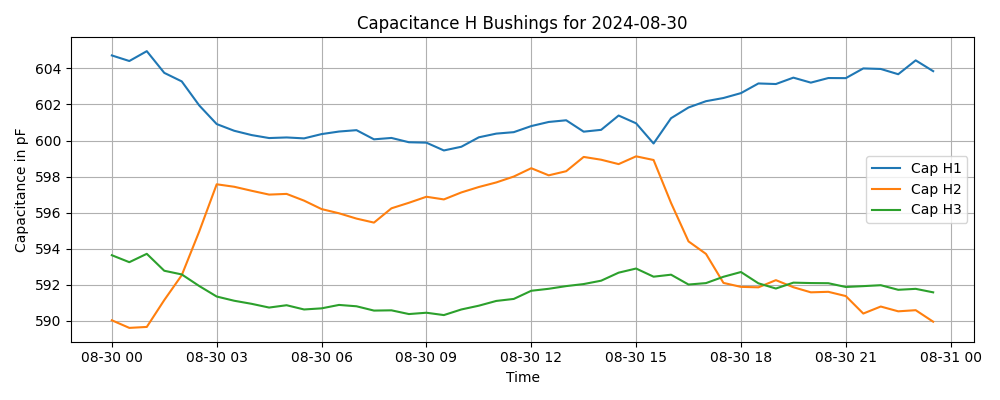 Capacitance H Bushings for 2024-08-30
Capacitance in pF
604
602
600
598
596
594
592
590
Cap H1
Cap H2
Cap H3
08-30 00
08-30 03
08-30 06
08-30 09
08-30 12
08-30 15
08-30 18
08-30 21
08-31 00
Time